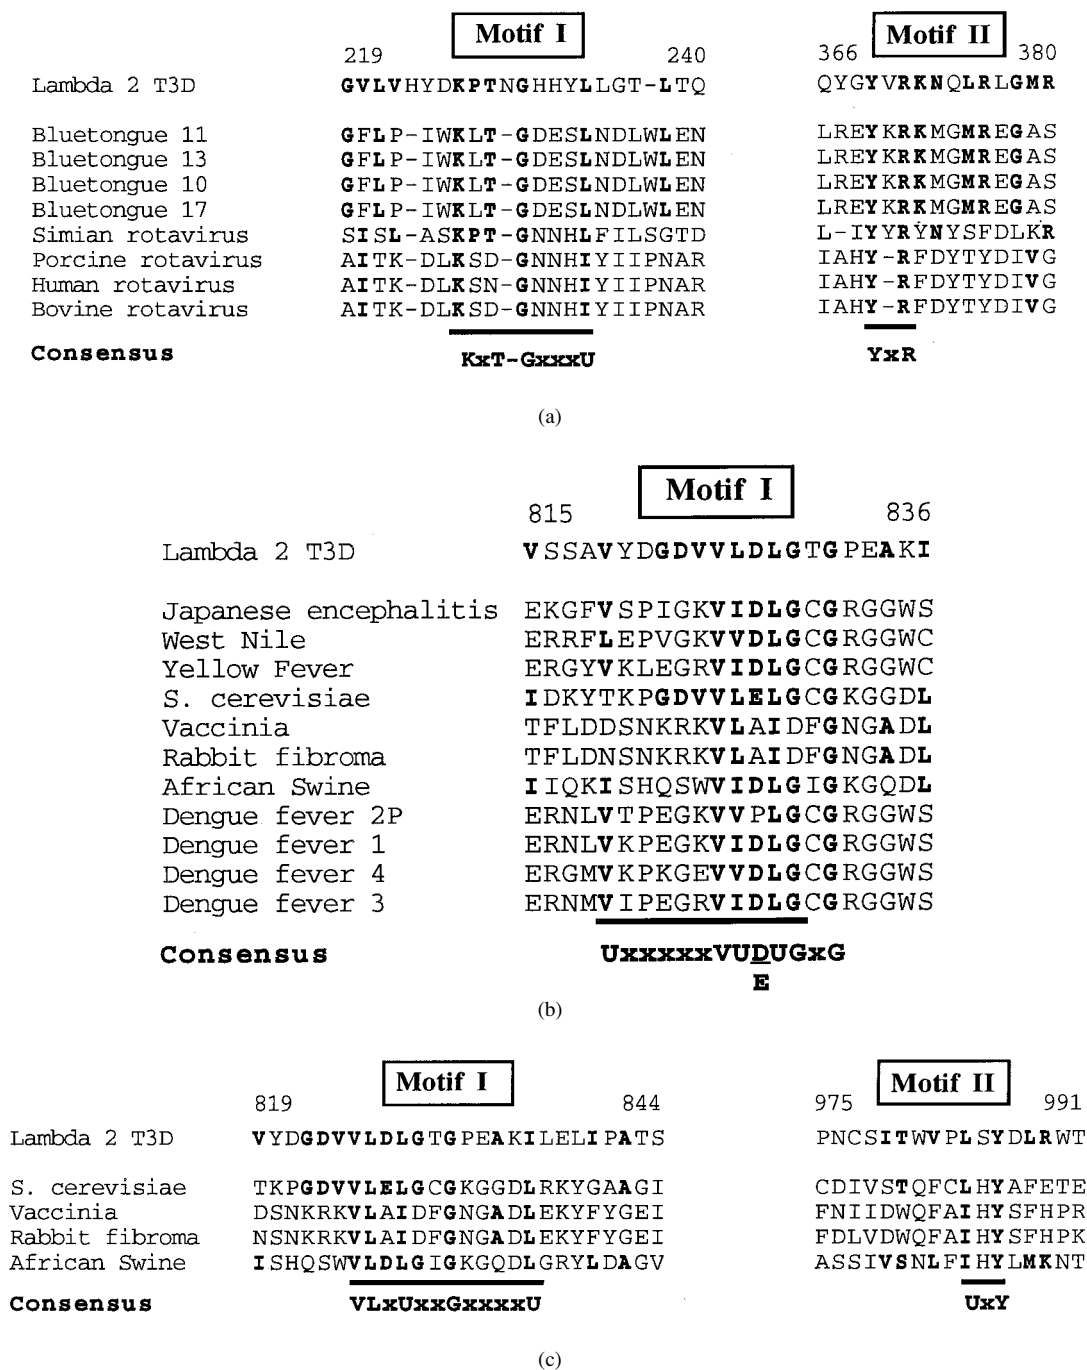 Motif I Motif II
219 240 366 380
Lambda 2 T3D GVLVHYDKPTNGHHYLLGT-LTQ QYGYVRKNQLRLGMR
Bluetongue 11 GFLP-IWKLT-GDESLNDLWLEN LREYKRKMGMREGAS
Bluetongue 13 GFLP-IWKLT-GDESLNDLWLEN LREYKRKMGMREGAS
Bluetongue 10 GFLP-IWKLT-GDESLNDLWLEN LREYKRKMGMREGAS
Bluetongue 17 GFLP-IWKLT-GDESLNDLWLEN LREYKRKMGMREGAS
Simian rotavirus SISL-ASKPT-GNNHLFILSGTD L-IYYRYNYSFDLKR
Porcine rotavirus AITK-DLKSD-GNNHIYIIPNAR IAHY-RFDYTYDIVG
Human rotavirus AITK-DLKSN-GNNHIYIIPNAR IAHY-RFDYTYDIVG
Bovine rotavirus AITK-DLKSD-GNNHIYIIPNAR IAHY-RFDYTYDIVG
Consensus KxT-GxxxU YxR
(a)
Motif I
815 836
Lambda 2 T3D VSSAVYDGDVVLDLGTGPEAKI
Japanese encephalitis EKGFVSPIGKVIDLGCGRGGWS
West Nile ERRFLEPVGKVVDLGCGRGGWC
Yellow Fever ERGYVKLEGRVIDLGCGRGGWC
S. cerevisiae IDKYTKPGDVVLELGCGKGGDL
Vaccinia TFLDDSNKRKVLAIDFGNGADL
Rabbit fibroma TFLDNSNKRKVLAIDFGNGADL
African Swine IIQKISHQSWVIDLGIGKGQDL
Dengue fever 2P ERNLVTPEGKVVPLGCGRGGWS
Dengue fever 1 ERNLVKPEGKVIDLGCGRGGWS
Dengue fever 4 ERGMVKPKGEVVDLGCGRGGWS
Dengue fever 3 ERNMVIPEGRVIDLGCGRGGWS
Consensus UxxxxxVUDUGxG
E
(b)
Motif I Motif II
819 844 975 991
Lambda 2 T3D VYDGDVVLDLGTGPEAKILELIPATS PNCSITWVPLSYDLRWT
S. cerevisiae TKPGDVVLELGCGKGGDLRKYGAAGI CDIVSTQFCLHYAFETE
Vaccinia DSNKRKVLAIDFGNGADLEKYFYGEI FNIIDWQFAIHYSFHPR
Rabbit fibroma NSNKRKVLAIDFGNGADLEKYFYGEI FDLVDWQFAIHYSFHPK
African Swine ISHQSWVLDLGIGKGQDLGRYLDAGV ASSIVSNLFIHYLMKNT
Consensus VLxUxxGxxxxU UxY
(c)